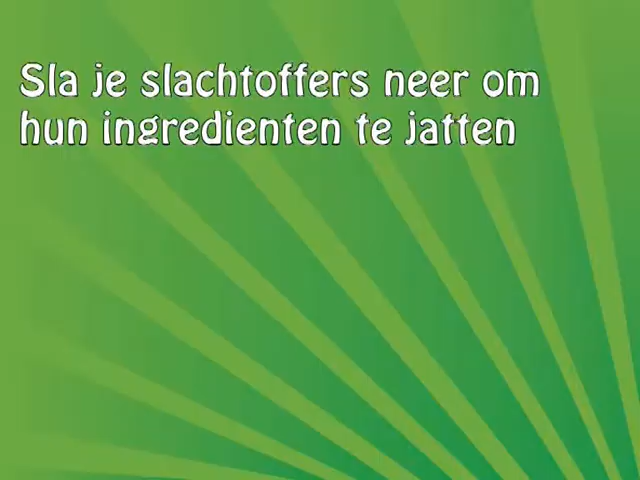 Sla je slachtoffers neer om
hun ingredienten te jatten